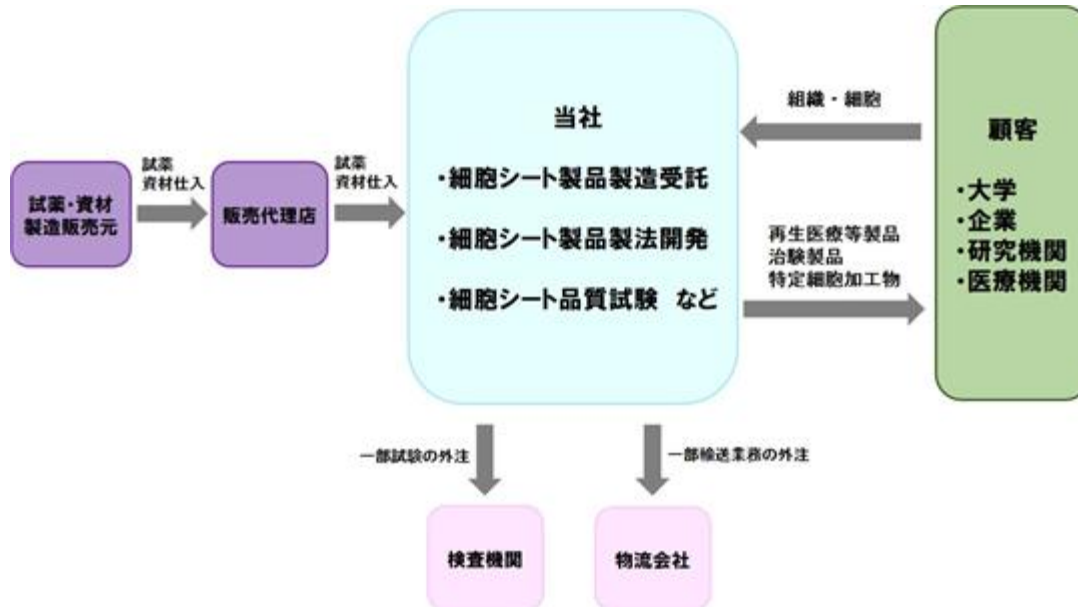 試薬・資材
製造販売元
試薬
資材仕入
販売代理店
試薬
資材仕入
当社
・細胞シート製品製造受託
・細胞シート製品製法開発
・細胞シート品質試験 など
組織・細胞
再生医療等製品
治験製品
特定細胞加工物
顧客
・大学
・企業
・研究機関
・医療機関
一部試験の外注
一部輸送業務の外注
検査機関
物流会社